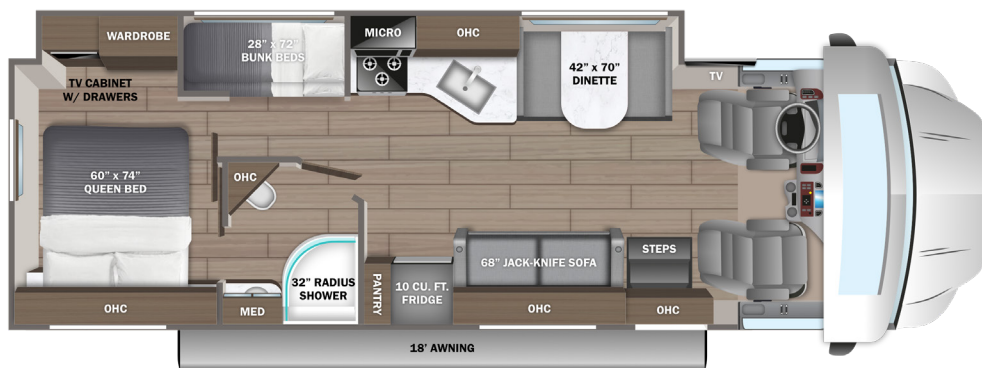 WARDROBE
TV CABINET
W/ DRAWERS
28" x 72"
BUNK BEDS
MICRO
OHC
42" x 70"
DINETTE
TV
60" x 74"
QUEEN BED
OHC
68" JACK-KNIFE SOFA
STEPS
32" RADIUS
SHOWER
PANTRY
10 CU. FT.
FRIDGE
OHC
MED
OHC
OHC
18' AWNING